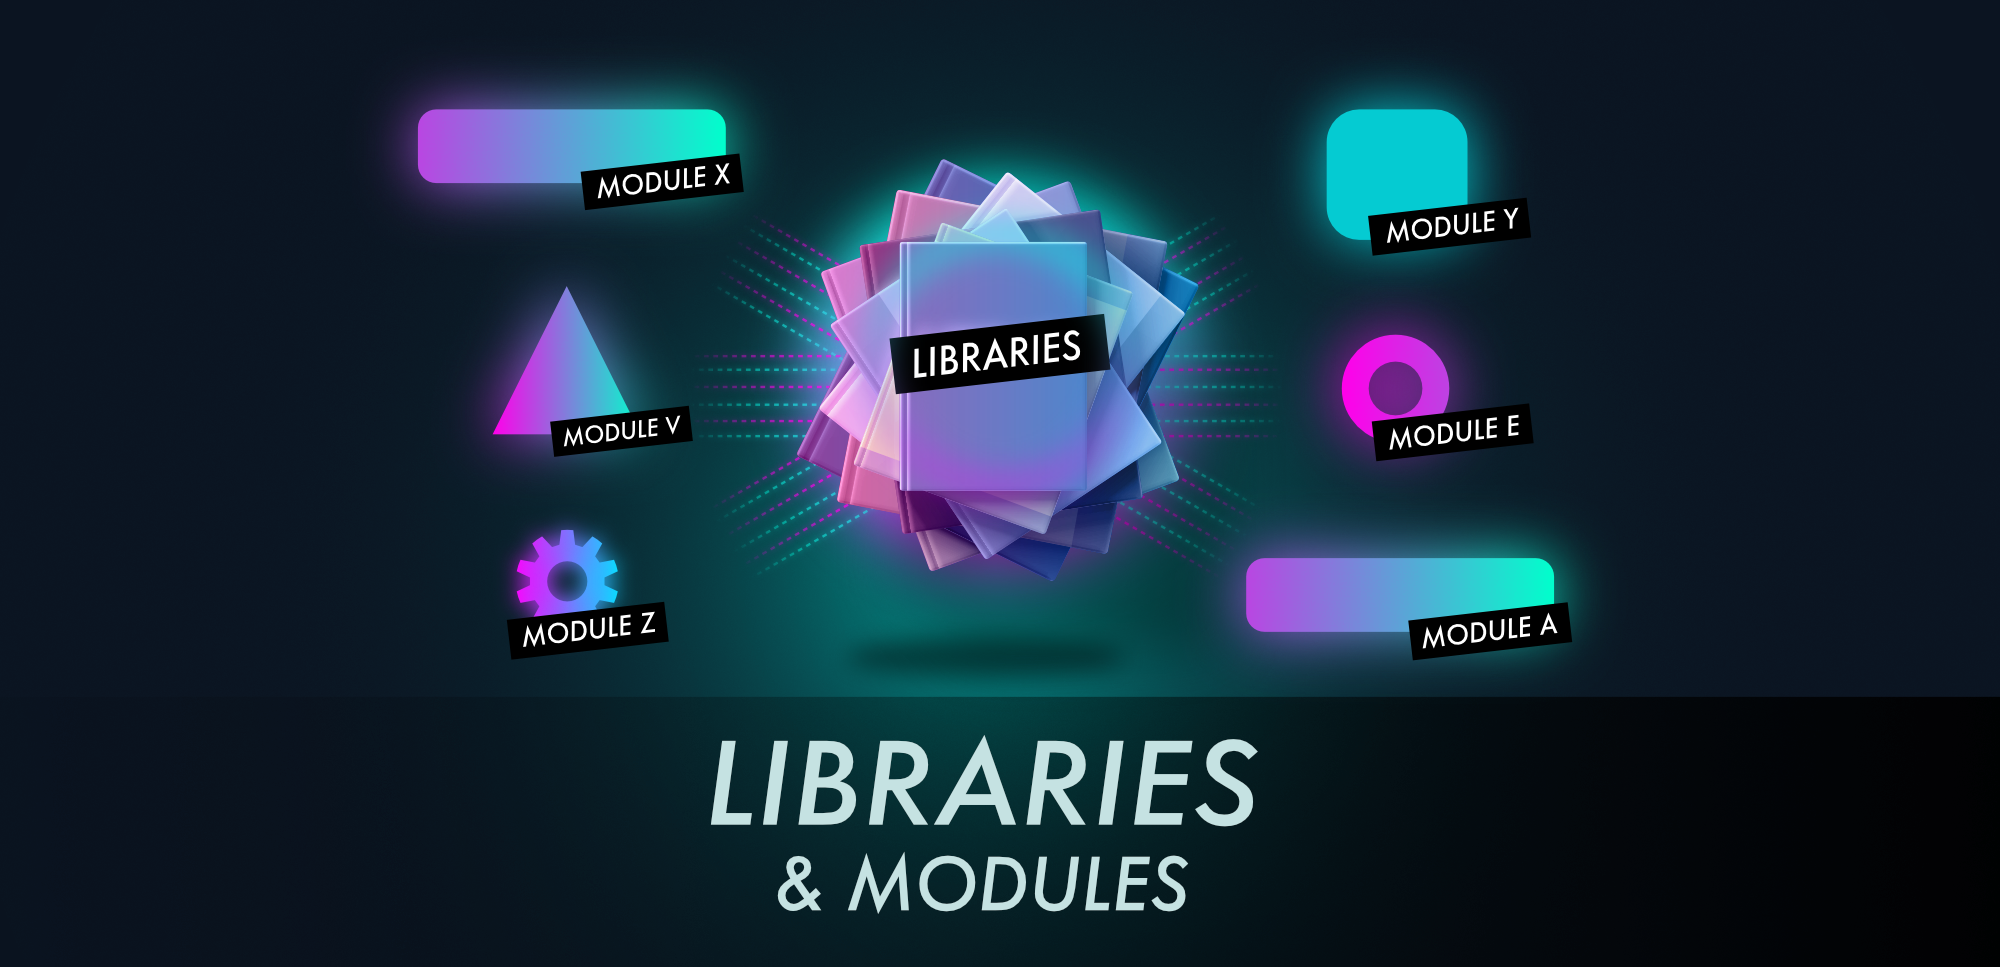 MODULE X
MODULE Y
LIBRARIES
MODULE V
MODULE E
MODULE Z
MODULE A
LIBRARIES
& MODULES